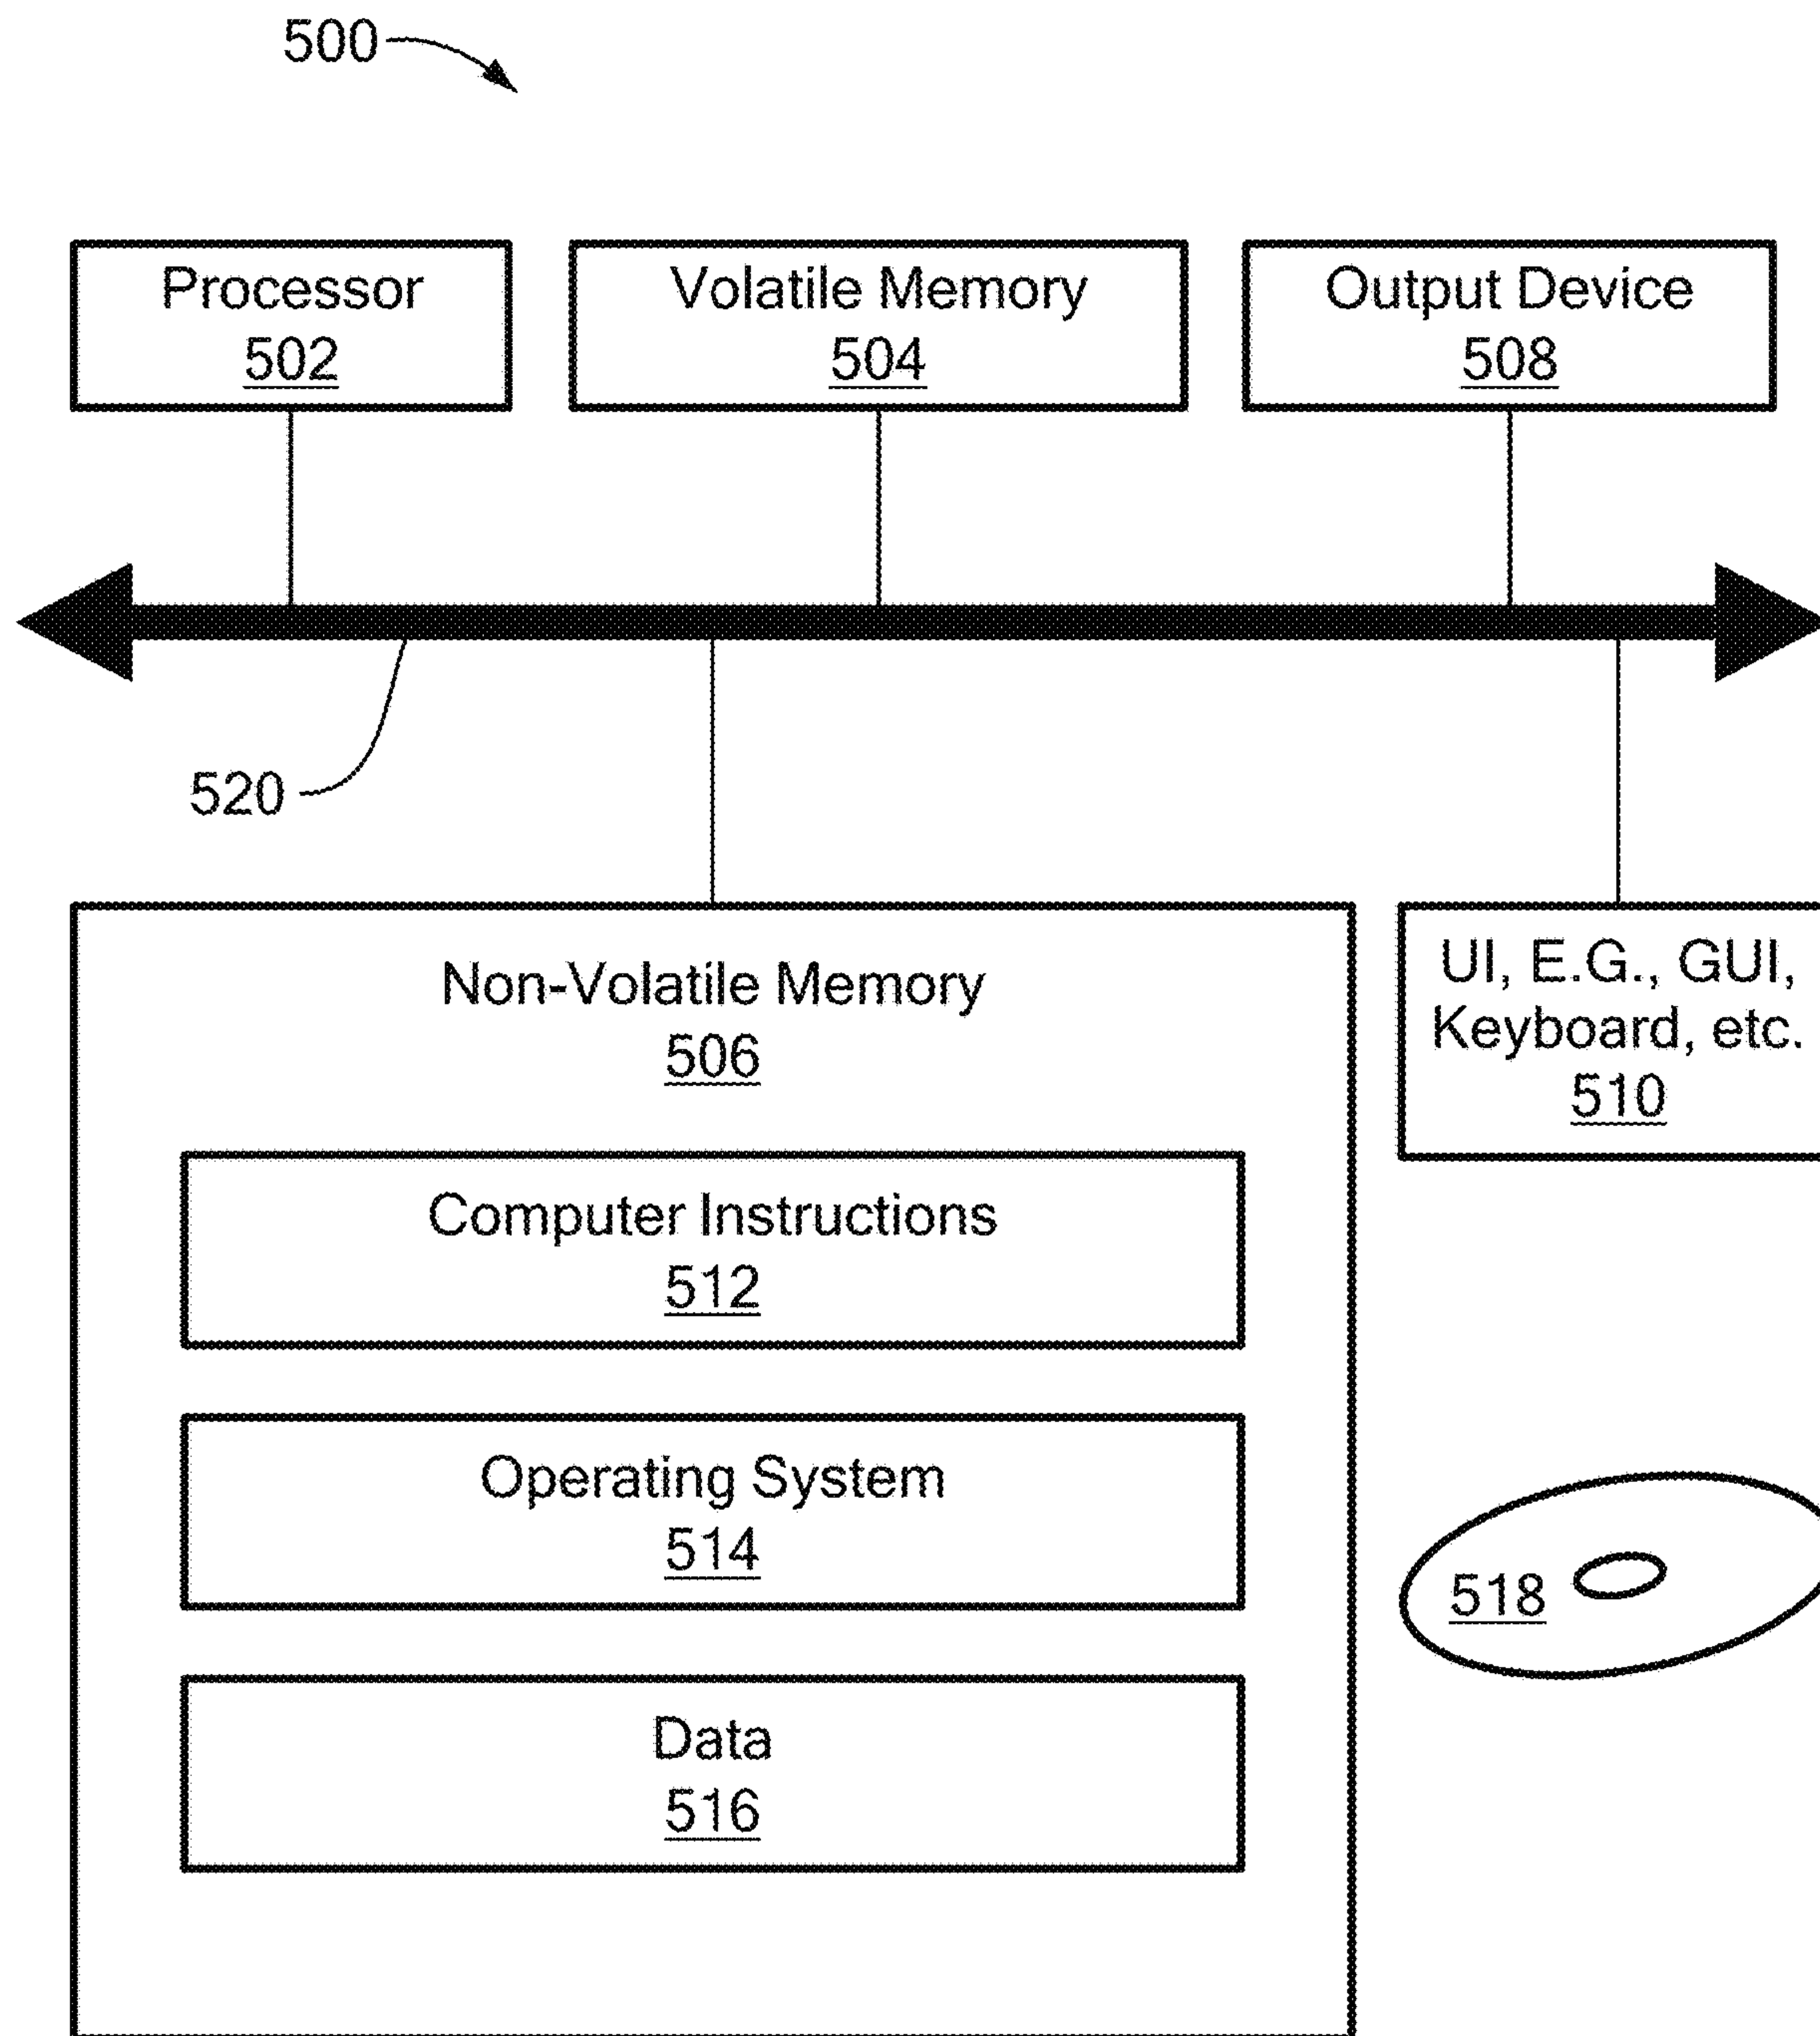 500
Processor
502
Volatile Memory
504
Output Device
508
520
Non-Volatile Memory
506
UI, E.G., GUI,
Keyboard, etc.
510
Computer Instructions
512
Operating System
514
518
Data
516